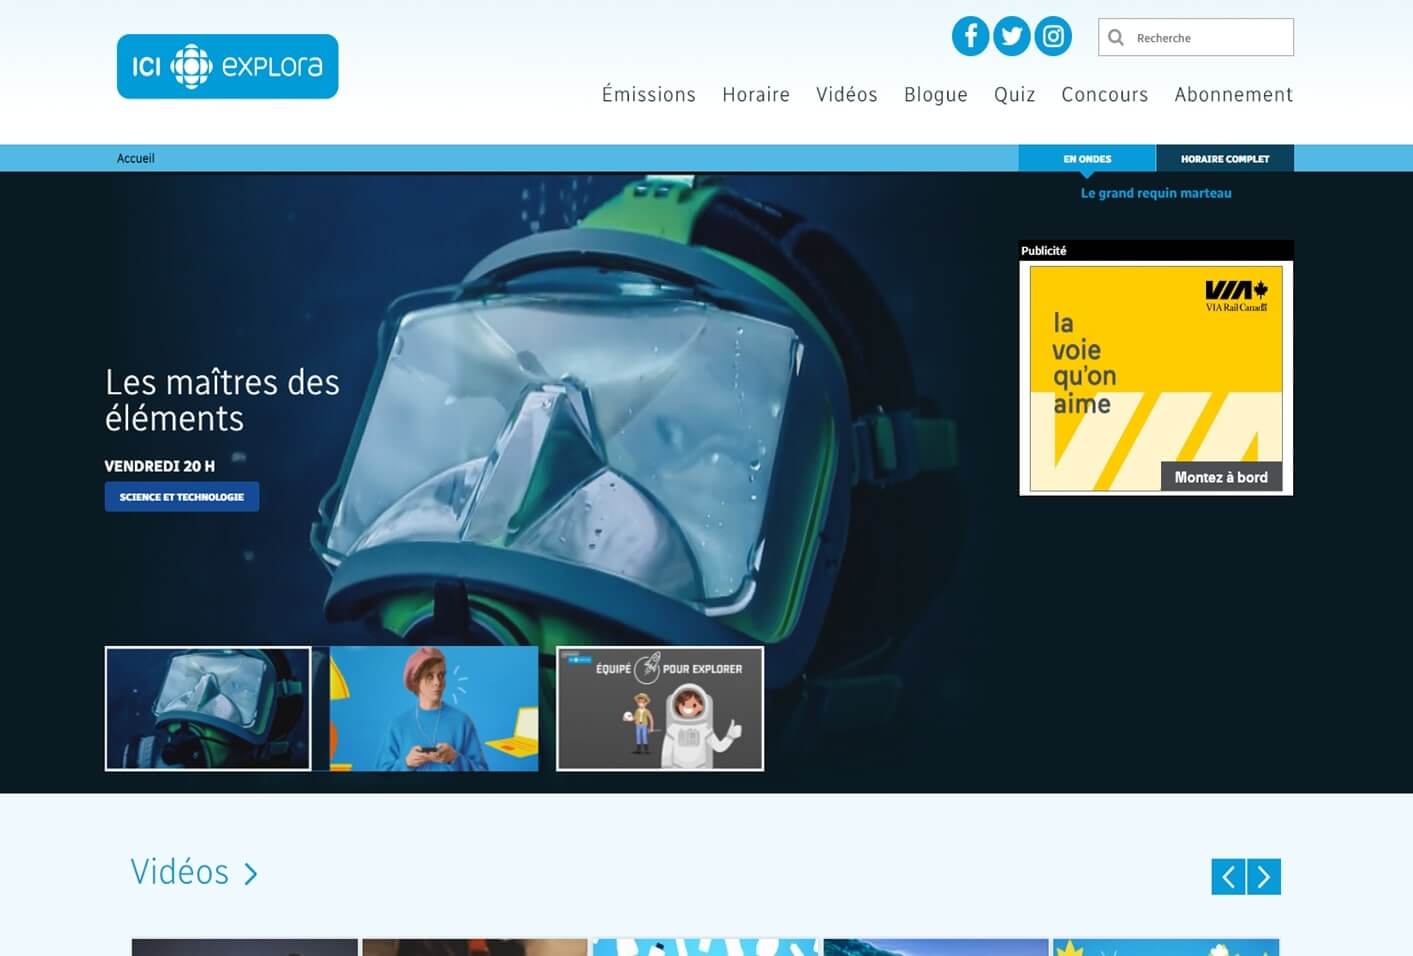 ICI explora
Recherche
Émissions Horaire Vidéos Blogue Quiz Concours Abonnement
Accueil
EN ONDES
HORAIRE COMPLET
Le grand requin marteau
Publicité
VIA
VIA Rail Canada
la
voie
qu'on
aime
Montez à bord
Les maîtres des
éléments
VENDREDI 20 H
SCIENCE ET TECHNOLOGIE
ÉQUIPÉ POUR EXPLORER
Vidéos